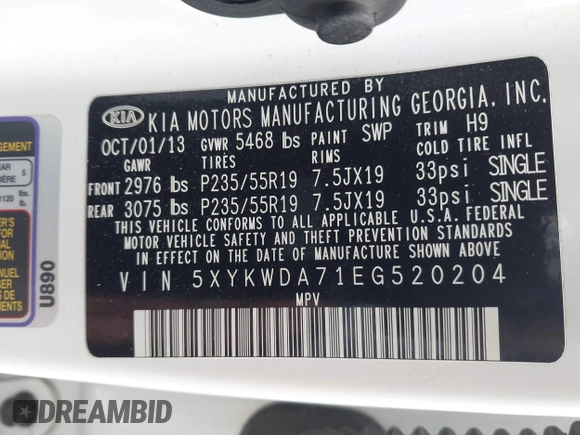 MANUFACTURED BY
KIA KIA MOTORS MANUFACTURING GEORGIA, INC.
OCT/01/13 GVWR 5468 lbs PAINT SWP TRIM H9
GAWR TIRES RIMS COLD TIRE INFL
FRONT 2976 lbs P235/55R19 7.5JX19 33psi SINGLE
REAR 3075 lbs P235/55R19 7.5JX19 33psi SINGLE
THIS VEHICLE CONFORMS TO ALL APPLICABLE U.S.A. FEDERAL
MOTOR VEHICLE SAFETY, BUMPER, AND THEFT PREVENTION STANDARDS
IN EFFECT ON THE DATE OF MANUFACTURE SHOWN ABOVE.
VIN 5XYKWDA71EG520204
MPV
U890
DREAMBID